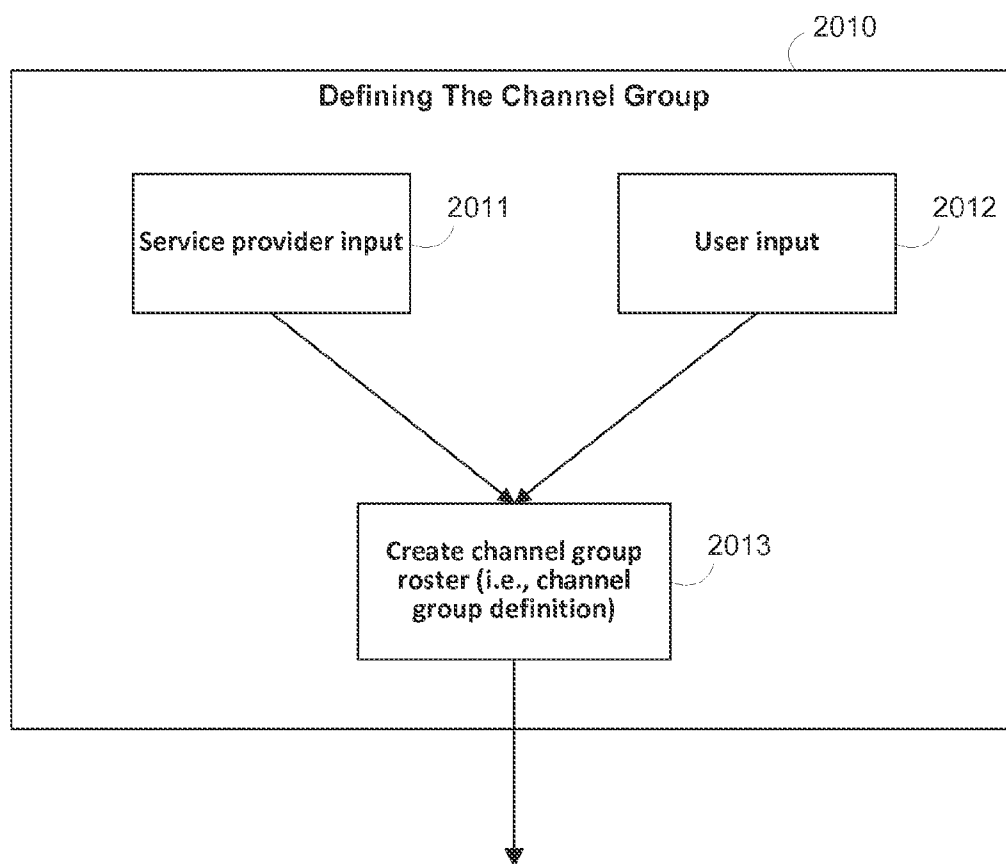 2010
Defining The Channel Group
Service provider input
2011
User input
2012
Create channel group
roster (i.e., channel
group definition)
2013